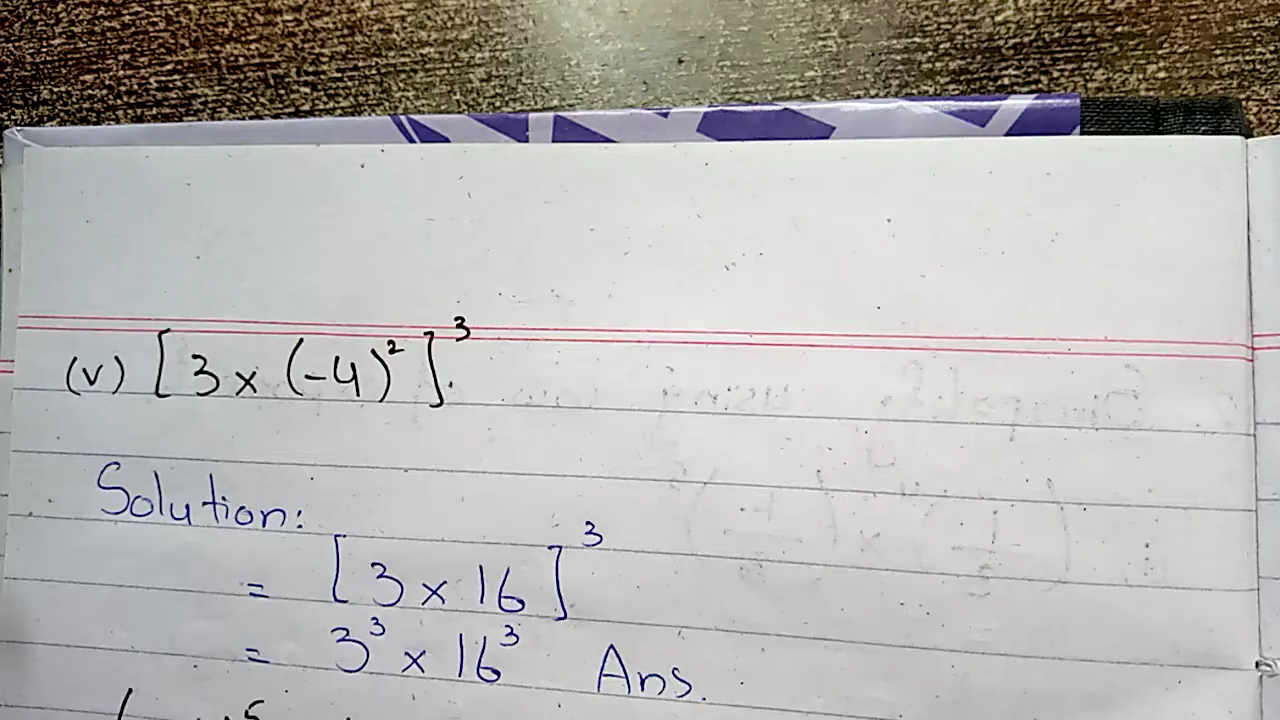 (v) [3 × (-4)²]³.
Solution:
= [3 × 16]³
= 3³ × 16³ Ans.